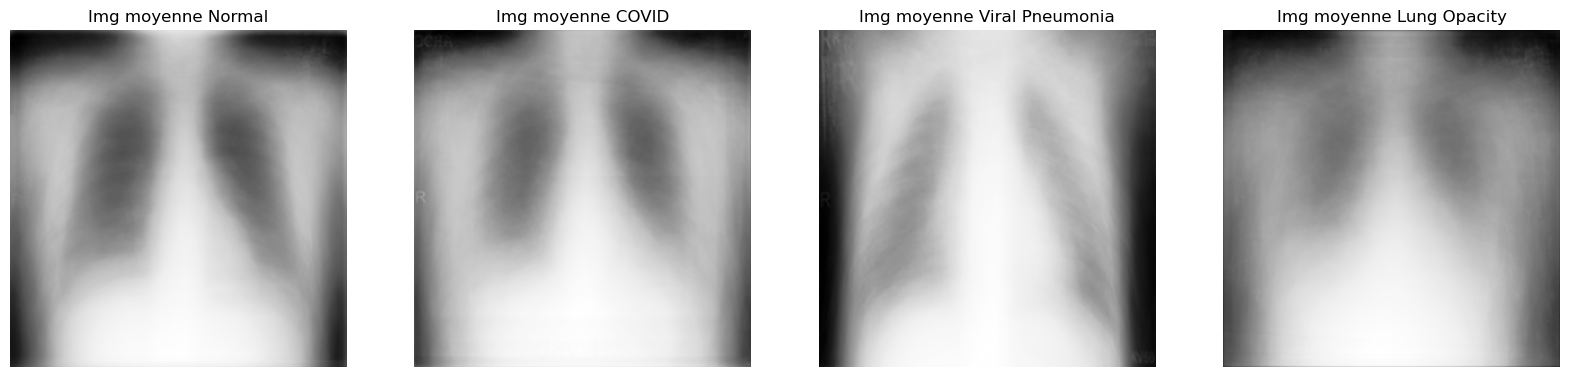 Img moyenne Normal
Img moyenne COVID
Img moyenne Viral Pneumonia
Img moyenne Lung Opacity
R
R